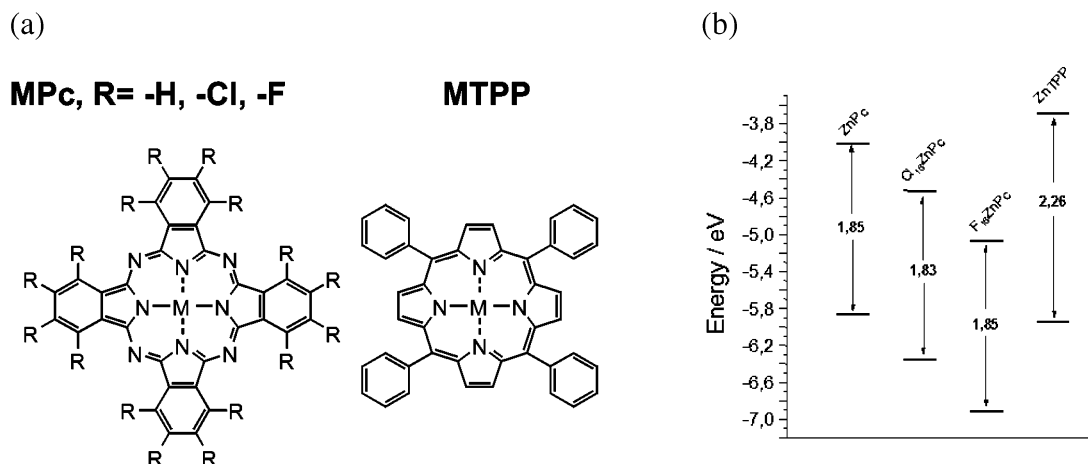 (a)
(b)
MPc, R= -H, -Cl, -F
MTPP
R R
R R
R N N R
R N R
N M N
R R
R N R
N N
R R
R R
N
N M N
N
Energy / eV
-3,8
-4,2
-4,6
-5,0
-5,4
-5,8
-6,2
-6,6
-7,0
ZnPc
1,85
Cl16ZnPc
1,83
F16ZnPc
1,85
ZnTPP
2,26